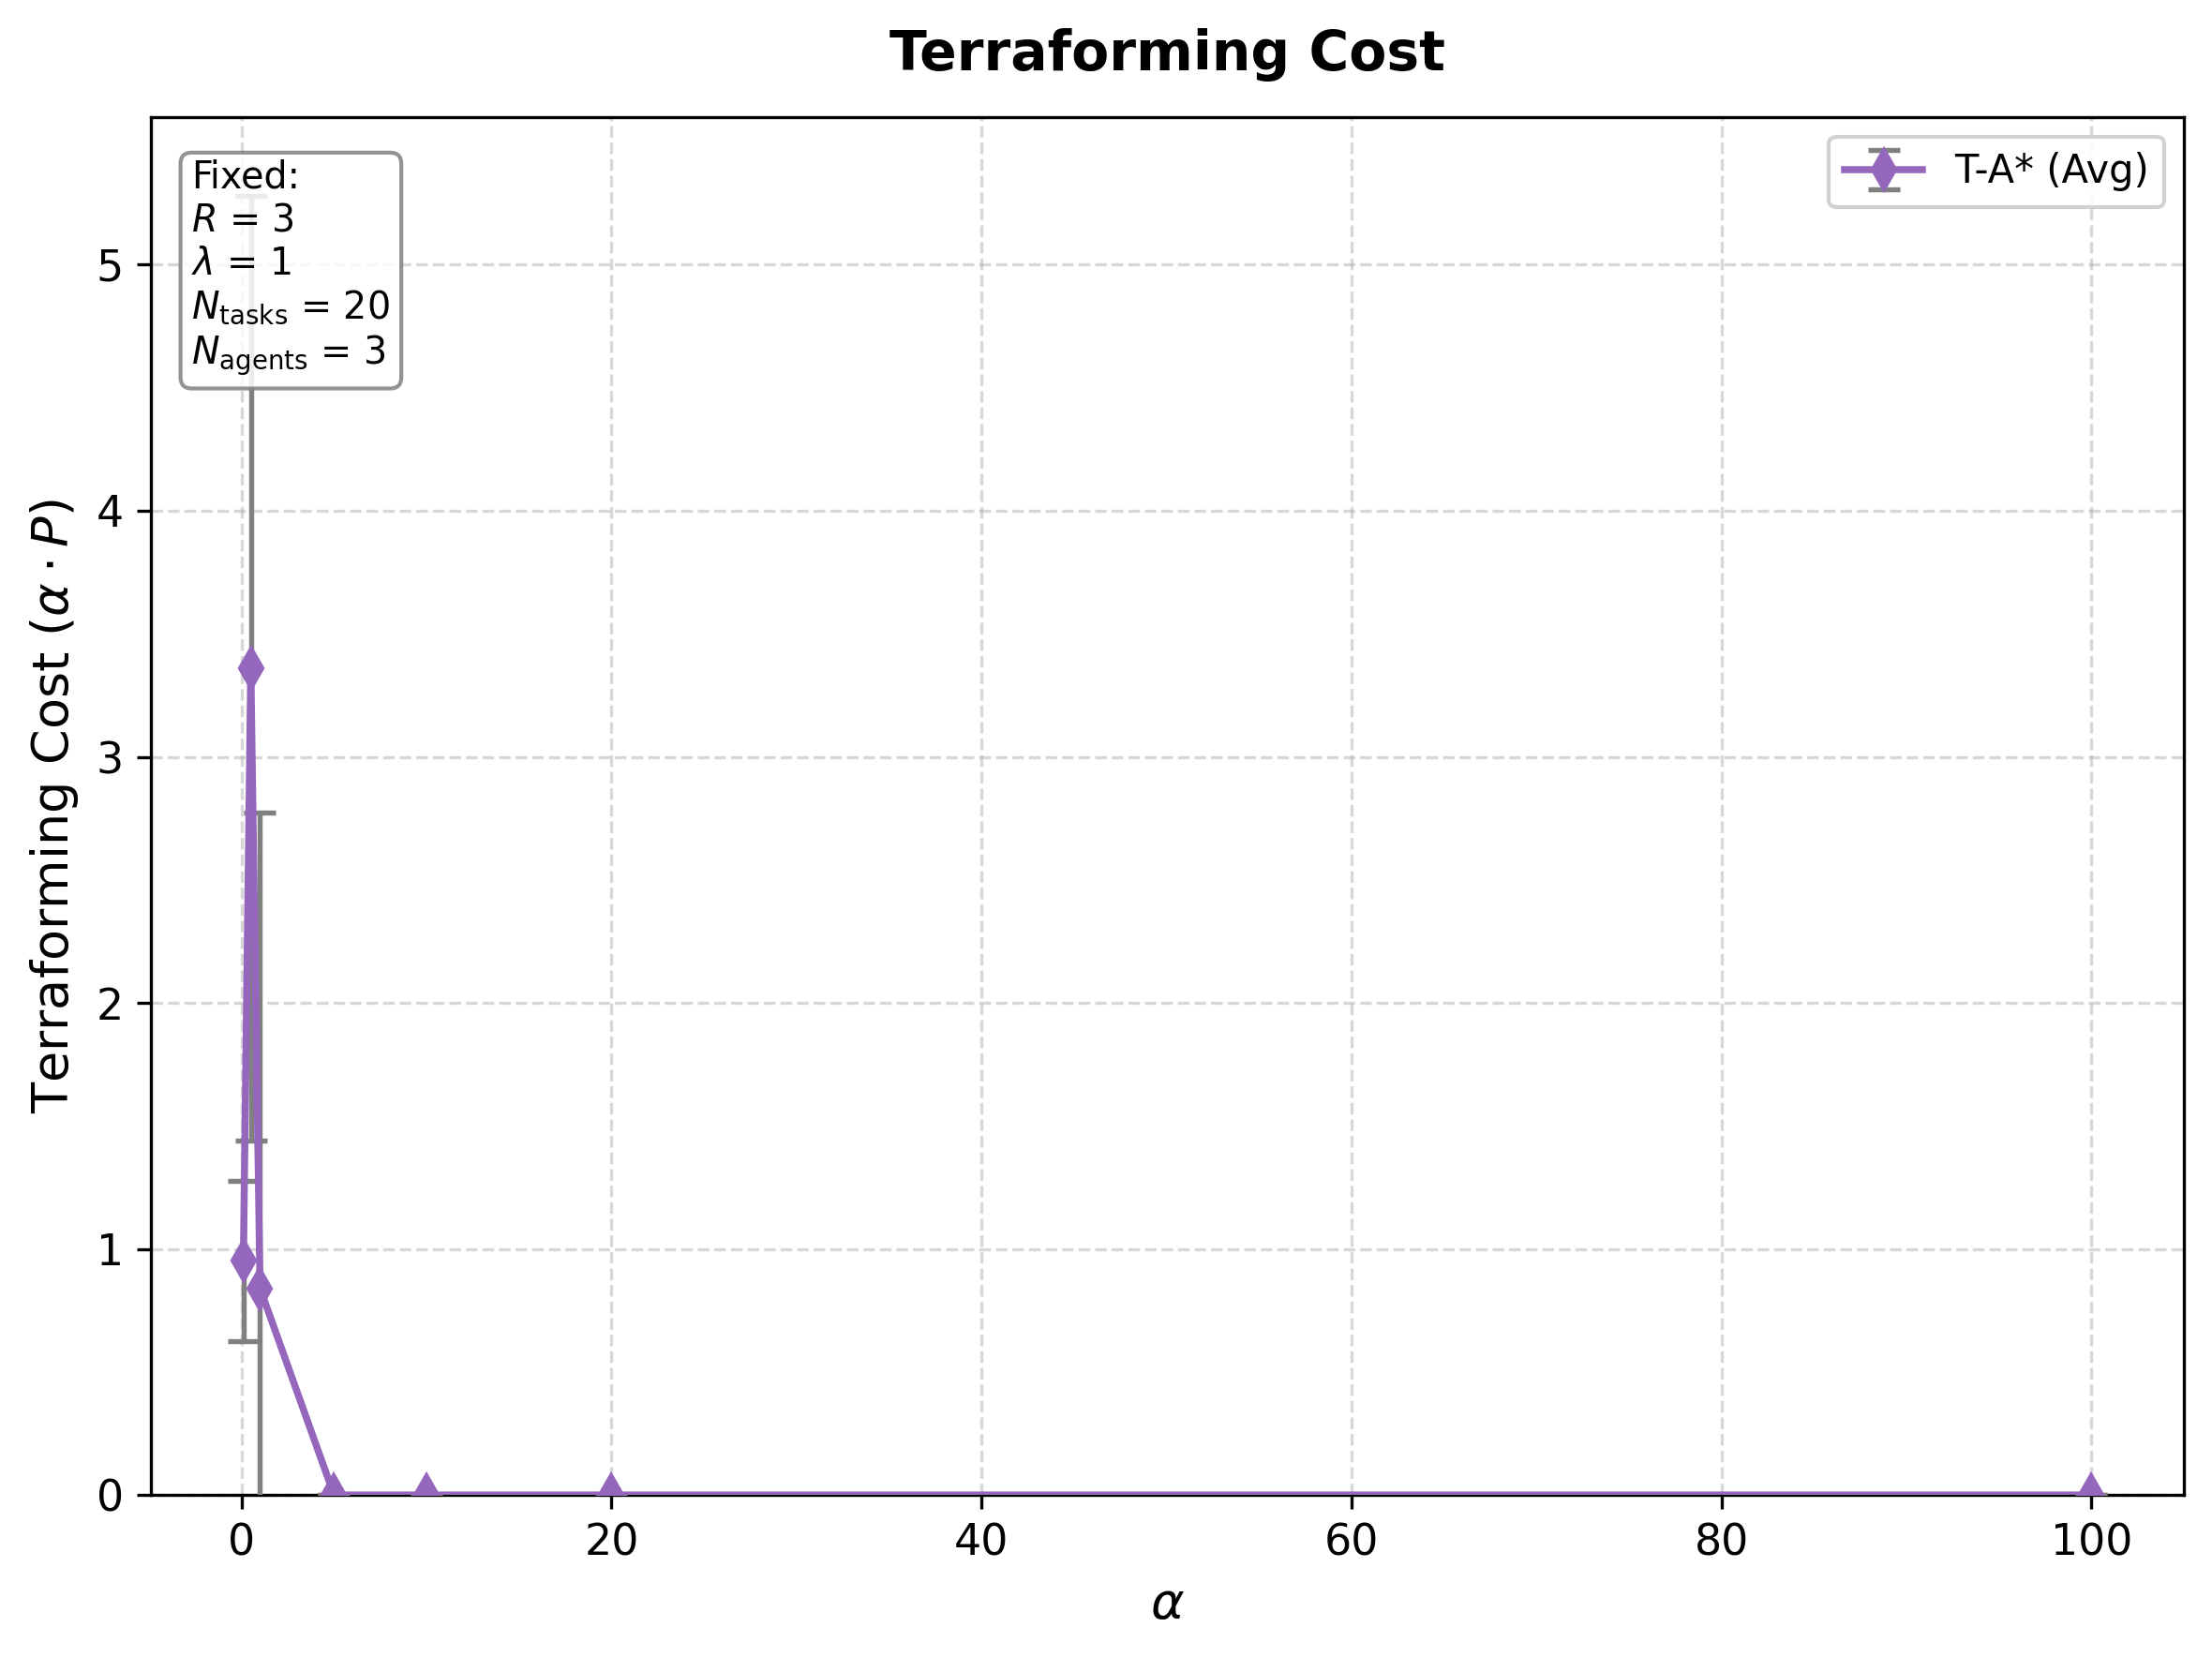 Terraforming Cost
Fixed:
R = 3
λ = 1
N_tasks = 20
N_agents = 3
T-A* (Avg)
Terraforming Cost (α · P)
5
4
3
2
1
0
0 20 40 60 80 100
α